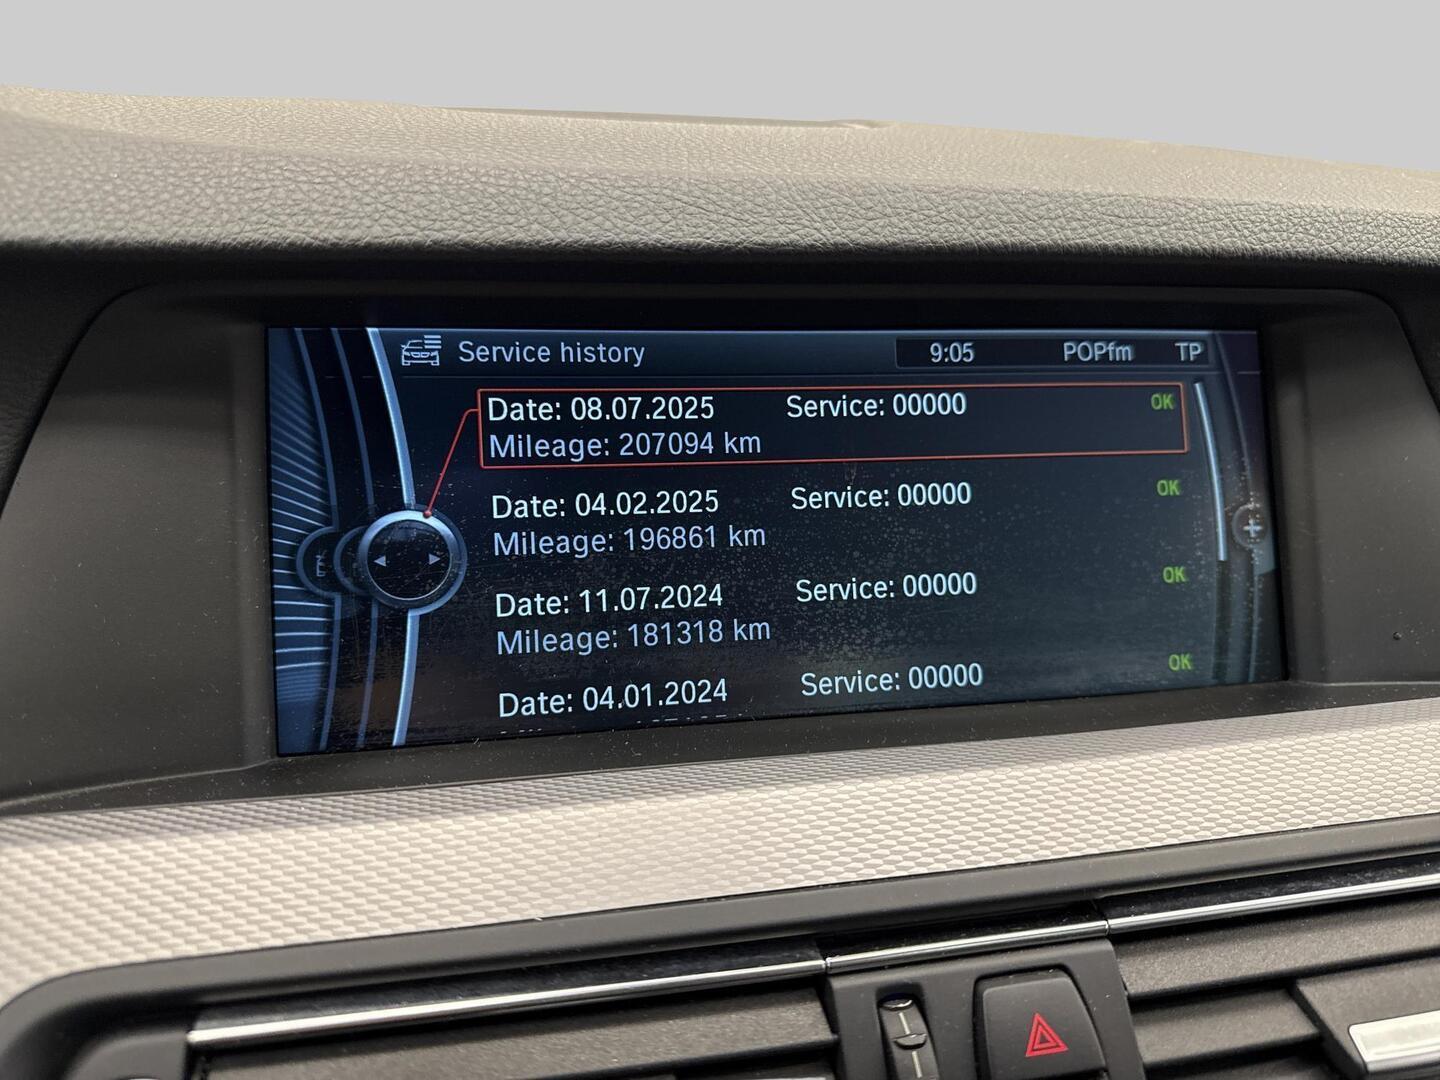 Service history
9:05 POPfm TP
Date: 08.07.2025 Service: 00000 OK
Mileage: 207094 km
Date: 04.02.2025 Service: 00000 OK
Mileage: 196861 km
Date: 11.07.2024 Service: 00000 OK
Mileage: 181318 km
Date: 04.01.2024 Service: 00000 OK